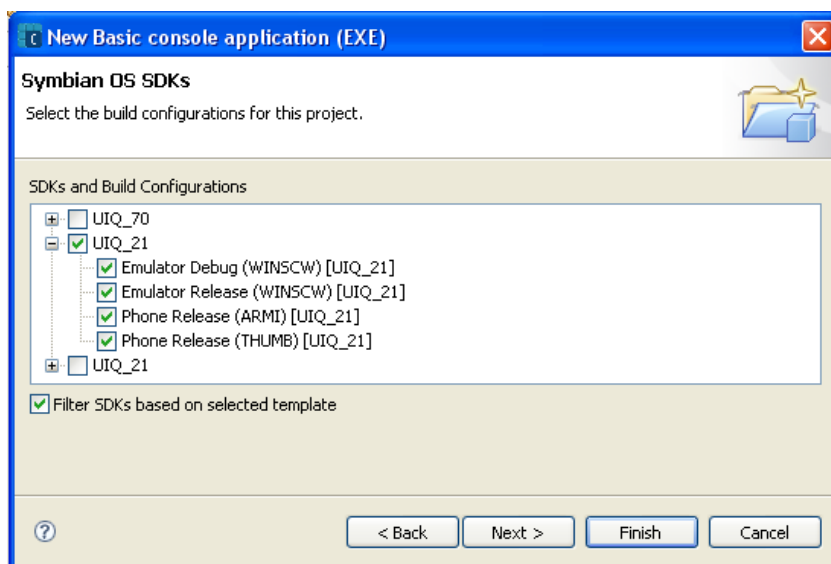 New Basic console application (EXE)
Symbian OS SDKs
Select the build configurations for this project.
SDKs and Build Configurations
UIQ_70
UIQ_21
Emulator Debug (WINSCW) [UIQ_21]
Emulator Release (WINSCW) [UIQ_21]
Phone Release (ARMI) [UIQ_21]
Phone Release (THUMB) [UIQ_21]
UIQ_21
Filter SDKs based on selected template
? < Back Next > Finish Cancel